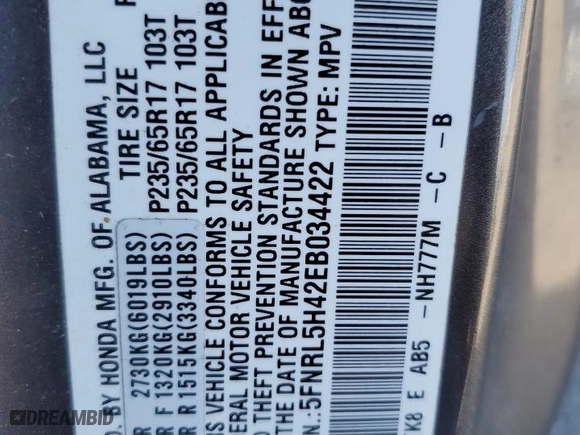 D. BY HONDA MFG. OF ALABAMA, LLC
TIRE SIZE
R 2730KG(6019LBS)
R F 1320KG(2910LBS) P235/65R17 103T
R R 1515KG(3340LBS) P235/65R17 103T
S VEHICLE CONFORMS TO ALL APPLICAB
ERAL MOTOR VEHICLE SAFETY
THEFT PREVENTION STANDARDS IN EFF
OF MANUFACTURE SHOWN ABO
.:5FNRL5H42EB034422 TYPE: MPV
TK8 E AB5 -NH777M -C -B
DREAMBID